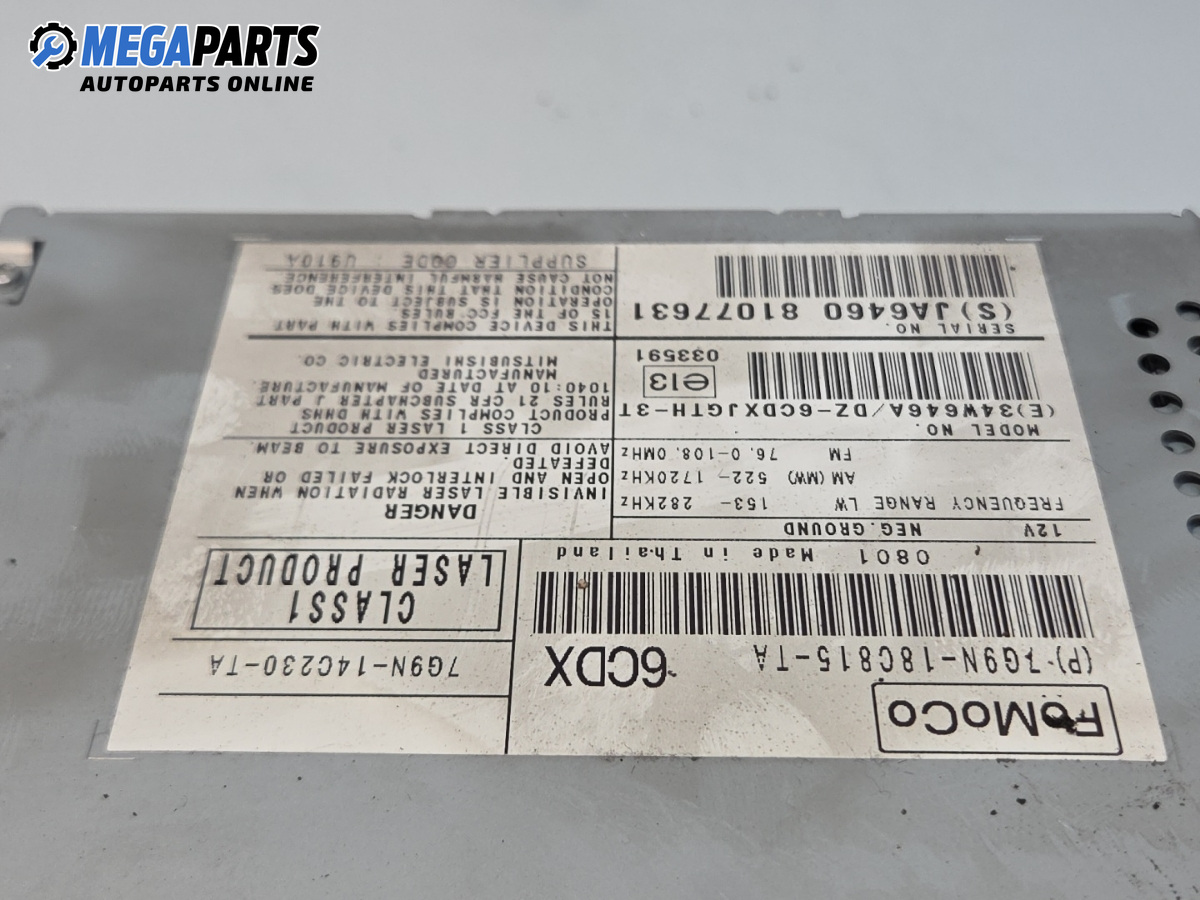 MEGAPARTS
AUTOPARTS ONLINE
FoMoCo
(P) 7G9N-18C815-TA
6CDX
0801 Made in Thailand
12V NEG. GROUND
FREQUENCY RANGE LW 153- 282KHz
AM (MW) 522-1720KHz
FM 76.0-108.0MHz
MODEL NO.
(E)34W646A/DZ-6CDXJGTH-3T
e13
033591
SERIAL NO.
(S)JA6460 81077631
7G9N-14C230-TA
CLASS1
LASER PRODUCT
DANGER
INVISIBLE LASER RADIATION WHEN
OPEN AND INTERLOCK FAILED OR
DEFEATED.
AVOID DIRECT EXPOSURE TO BEAM.
CLASS 1 LASER PRODUCT
PRODUCT COMPLIES WITH DHHS
RULES 21 CFR SUBCHAPTER J PART
1040:10 AT DATE OF MANUFACTURE.
MANUFACTURED
MITSUBISHI ELECTRIC CO.
THIS DEVICE COMPLIES WITH PART
15 OF THE FCC RULES
OPERATION IS SUBJECT TO THE
CONDITION THAT THIS DEVICE DOES
NOT CAUSE HARMFUL INTERFERENCE
SUPPLIER CODE : U910A